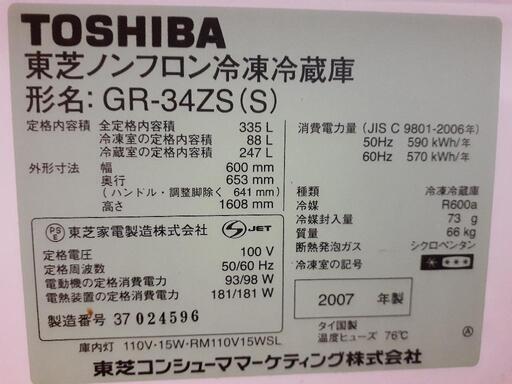 TOSHIBA
東芝ノンフロン冷凍冷蔵庫
形名: GR-34ZS(S)
定格内容積 全定格内容積 335 L
冷凍室の定格内容積 88 L
冷蔵室の定格内容積 247 L
外形寸法 幅 600 mm
奥行 653 mm
(ハンドル・調整脚除く 641 mm)
高さ 1608 mm
消費電力量 (JIS C 9801-2006年)
50Hz 590 kWh/年
60Hz 570 kWh/年
種類 冷凍冷蔵庫
冷媒 R600a
冷媒封入量 73 g
質量 66 kg
断熱発泡ガス シクロペンタン
冷凍室の記号
PSE 東芝家電製造株式会社 JET
定格電圧 100 V
定格周波数 50/60 Hz
電動機の定格消費電力 93/98 W
電熱装置の定格消費電力 181/181 W
製造番号 37 024596
2007 年製
タイ国製
温度ヒューズ 76℃ Ⓐ
庫内灯 110V・15W・RM110V15WSL
東芝コンシューママーケティング株式会社